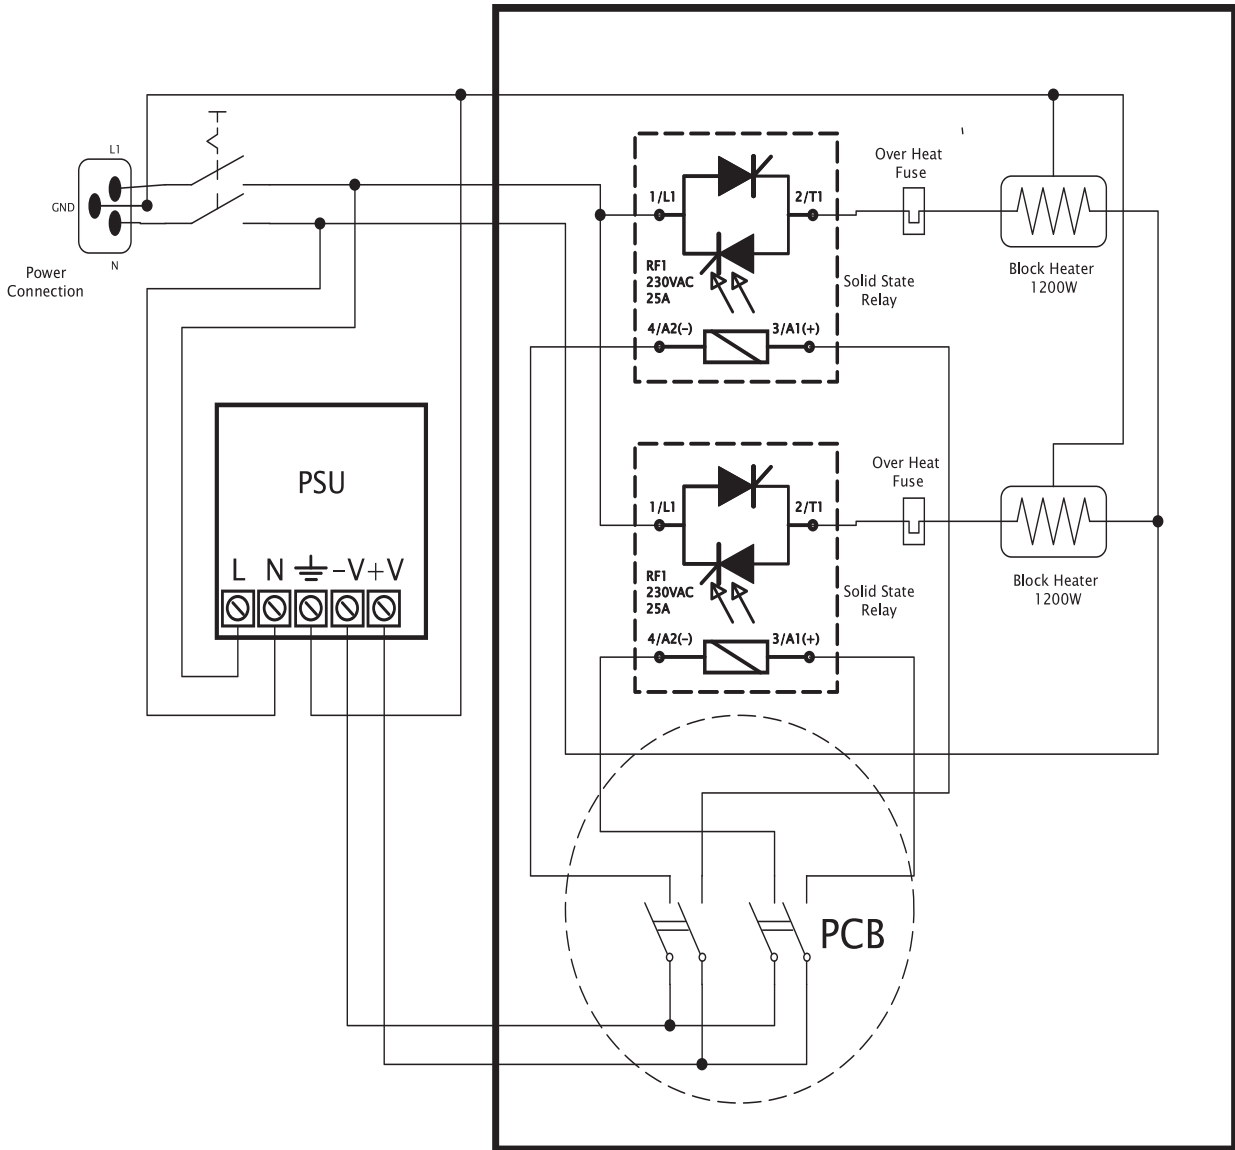 L1
GND
N
Power
Connection
1/L1
2/T1
RF1
230VAC
25A
4/A2(-)
3/A1(+)
Solid State
Relay
Over Heat
Fuse
Block Heater
1200W
PSU
L N -V +V
1/L1
2/T1
RF1
230VAC
25A
4/A2(-)
3/A1(+)
Solid State
Relay
Over Heat
Fuse
Block Heater
1200W
PCB